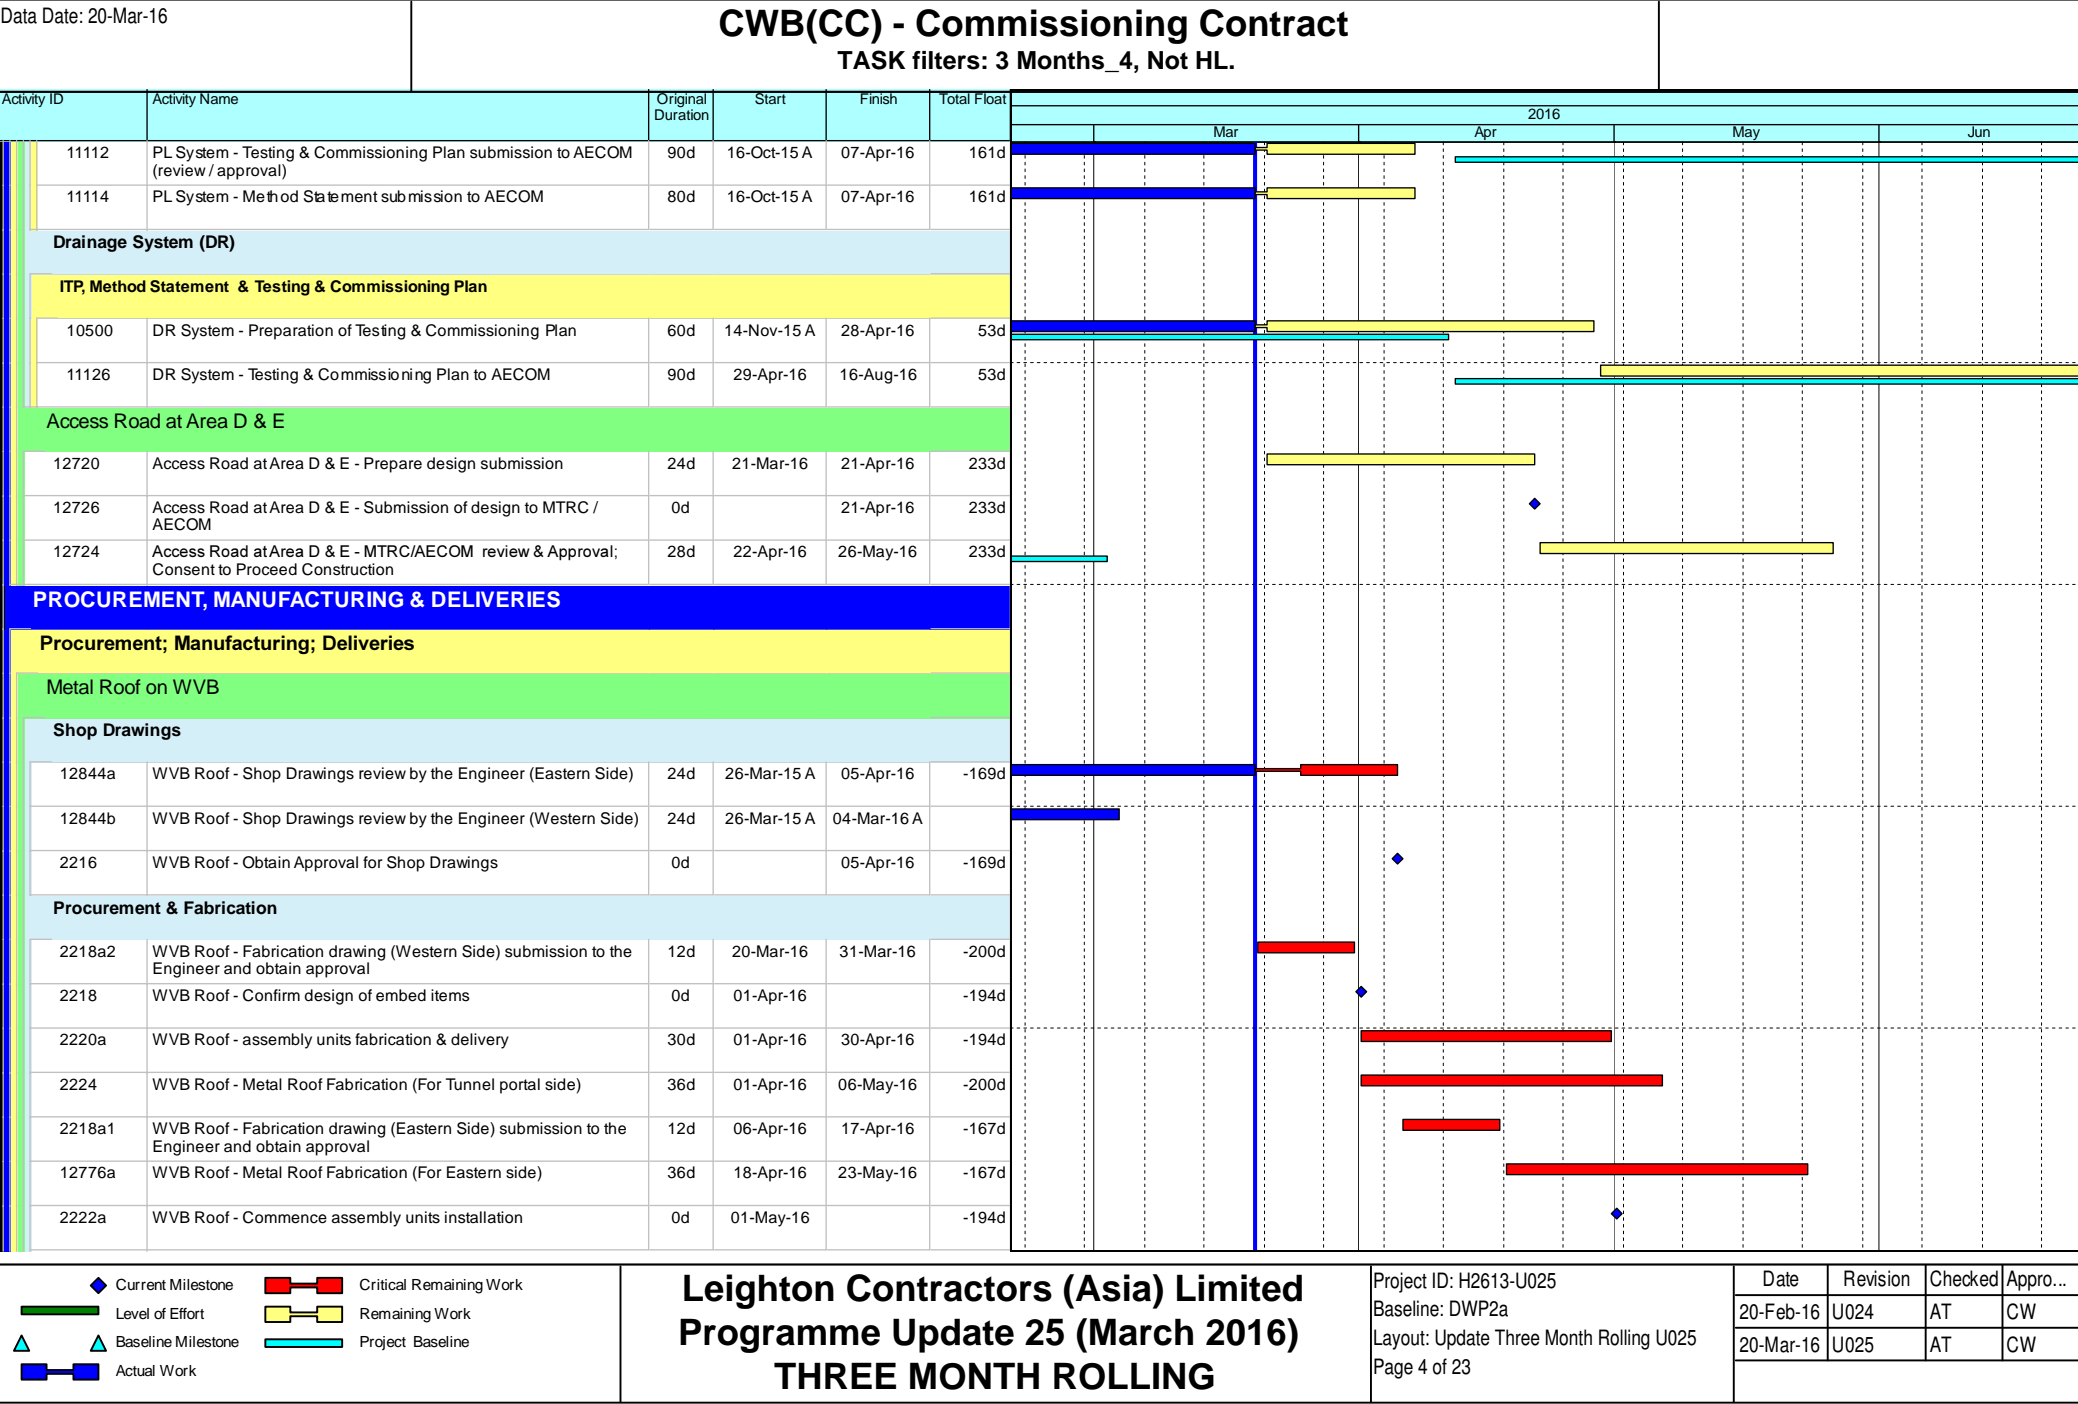 Data Date: 20-Mar-16
CWB(CC) - Commissioning Contract
TASK filters: 3 Months_4, Not HL.
Activity ID Activity Name Original Duration Start Finish Total Float
2016
Mar Apr May Jun
11112 PL System - Testing & Commissioning Plan submission to AECOM 90d 16-Oct-15 A 07-Apr-16 161d
(review / approval)
11114 PL System - Method Statement submission to AECOM 80d 16-Oct-15 A 07-Apr-16 161d
Drainage System (DR)
ITP, Method Statement & Testing & Commissioning Plan
10500 DR System - Preparation of Testing & Commissioning Plan 60d 14-Nov-15 A 28-Apr-16 53d
11126 DR System - Testing & Commissioning Plan to AECOM 90d 29-Apr-16 16-Aug-16 53d
Access Road at Area D & E
12720 Access Road at Area D & E - Prepare design submission 24d 21-Mar-16 21-Apr-16 233d
12726 Access Road at Area D & E - Submission of design to MTRC / 0d 21-Apr-16 233d
AECOM
12724 Access Road at Area D & E - MTRC/AECOM review & Approval; 28d 22-Apr-16 26-May-16 233d
Consent to Proceed Construction
PROCUREMENT, MANUFACTURING & DELIVERIES
Procurement; Manufacturing; Deliveries
Metal Roof on WVB
Shop Drawings
12844a WVB Roof - Shop Drawings review by the Engineer (Eastern Side) 24d 26-Mar-15 A 05-Apr-16 -169d
12844b WVB Roof - Shop Drawings review by the Engineer (Western Side) 24d 26-Mar-15 A 04-Mar-16 A
2216 WVB Roof - Obtain Approval for Shop Drawings 0d 05-Apr-16 -169d
Procurement & Fabrication
2218a2 WVB Roof - Fabrication drawing (Western Side) submission to the 12d 20-Mar-16 31-Mar-16 -200d
Engineer and obtain approval
2218 WVB Roof - Confirm design of embed items 0d 01-Apr-16 -194d
2220a WVB Roof - assembly units fabrication & delivery 30d 01-Apr-16 30-Apr-16 -194d
2224 WVB Roof - Metal Roof Fabrication (For Tunnel portal side) 36d 01-Apr-16 06-May-16 -200d
2218a1 WVB Roof - Fabrication drawing (Eastern Side) submission to the 12d 06-Apr-16 17-Apr-16 -167d
Engineer and obtain approval
12776a WVB Roof - Metal Roof Fabrication (For Eastern side) 36d 18-Apr-16 23-May-16 -167d
2222a WVB Roof - Commence assembly units installation 0d 01-May-16 -194d
Current Milestone Critical Remaining Work
Level of Effort Remaining Work
Baseline Milestone Project Baseline
Actual Work
Leighton Contractors (Asia) Limited
Programme Update 25 (March 2016)
THREE MONTH ROLLING
Project ID: H2613-U025
Baseline: DWP2a
Layout: Update Three Month Rolling U025
Page 4 of 23
Date Revision Checked Appro...
20-Feb-16 U024 AT CW
20-Mar-16 U025 AT CW